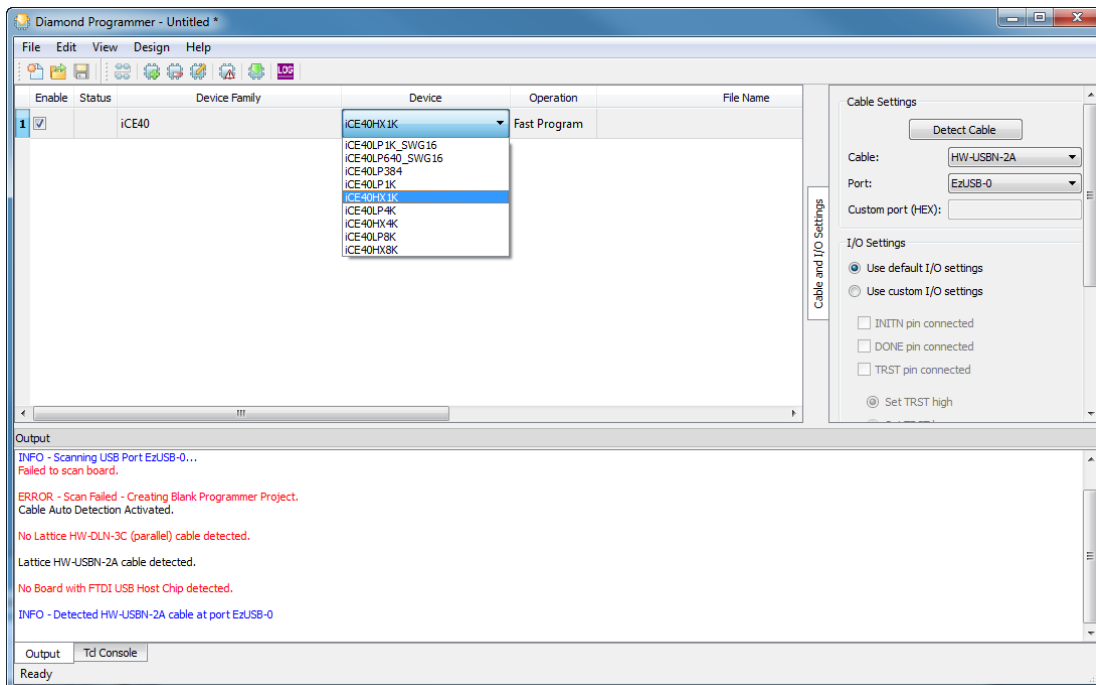 Diamond Programmer - Untitled *
File Edit View Design Help
LOG
Enable Status Device Family Device Operation File Name
1 iCE40 iCE40HX1K Fast Program
iCE40LP1K_SWG16
iCE40LP640_SWG16
iCE40LP384
iCE40LP1K
iCE40HX1K
iCE40LP4K
iCE40HX4K
iCE40LP8K
iCE40HX8K
Cable and I/O Settings
Cable Settings
Detect Cable
Cable: HW-USBN-2A
Port: EzUSB-0
Custom port (HEX):
I/O Settings
Use default I/O settings
Use custom I/O settings
INITN pin connected
DONE pin connected
TRST pin connected
Set TRST high
Output
INFO - Scanning USB Port EzUSB-0...
Failed to scan board.
ERROR - Scan Failed - Creating Blank Programmer Project.
Cable Auto Detection Activated.
No Lattice HW-DLN-3C (parallel) cable detected.
Lattice HW-USBN-2A cable detected.
No Board with FTDI USB Host Chip detected.
INFO - Detected HW-USBN-2A cable at port EzUSB-0
Output Tcl Console
Ready